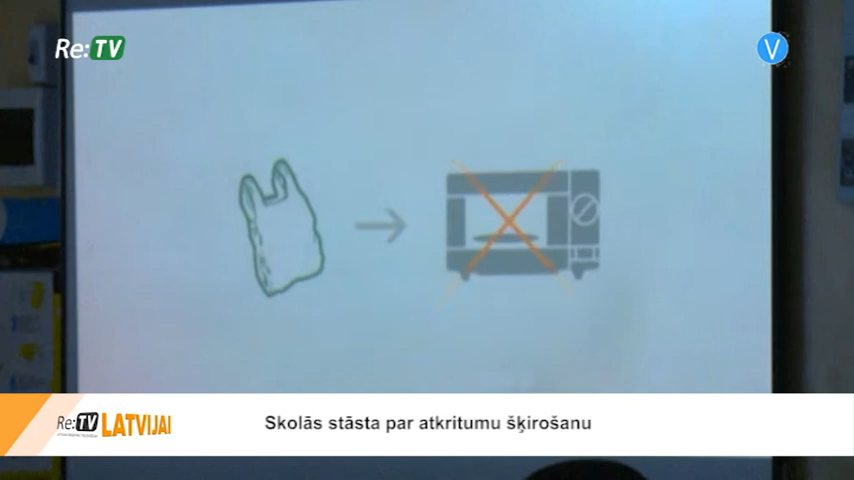 Re:TV
V
Re:TV LATVIJAI
Skolās stāsta par atkritumu šķirošanu